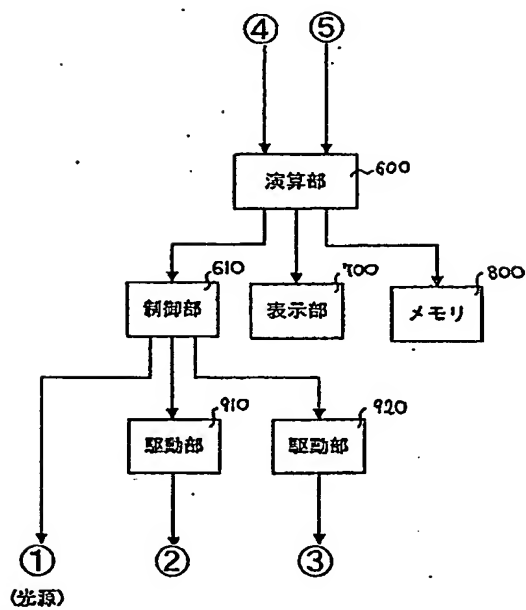 ④ ⑤
演算部 600
610 700 800
制御部 表示部 メモリ
910 920
駆動部 駆動部
① ② ③
(光源)